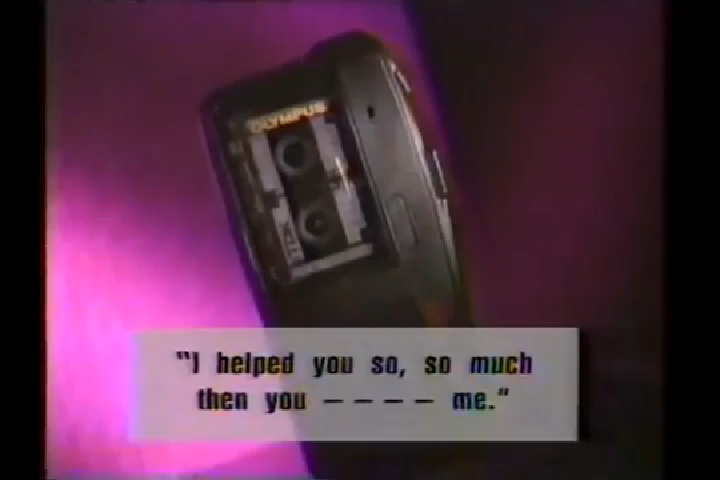 OLYMPUS
"I helped you so, so much
then you – – – – me."